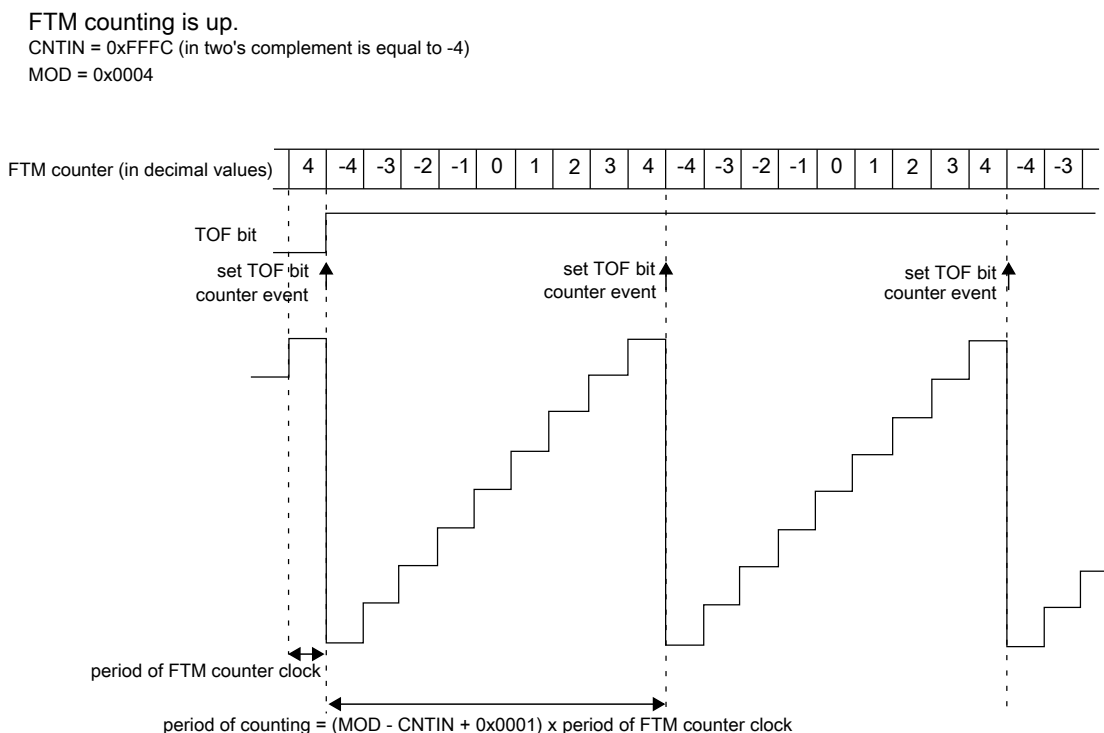 FTM counting is up.
CNTIN = 0xFFFC (in two's complement is equal to -4)
MOD = 0x0004
FTM counter (in decimal values) 4 -4 -3 -2 -1 0 1 2 3 4 -4 -3 -2 -1 0 1 2 3 4 -4 -3
TOF bit
set TOF bit set TOF bit set TOF bit
counter event counter event counter event
period of FTM counter clock
period of counting = (MOD - CNTIN + 0x0001) x period of FTM counter clock